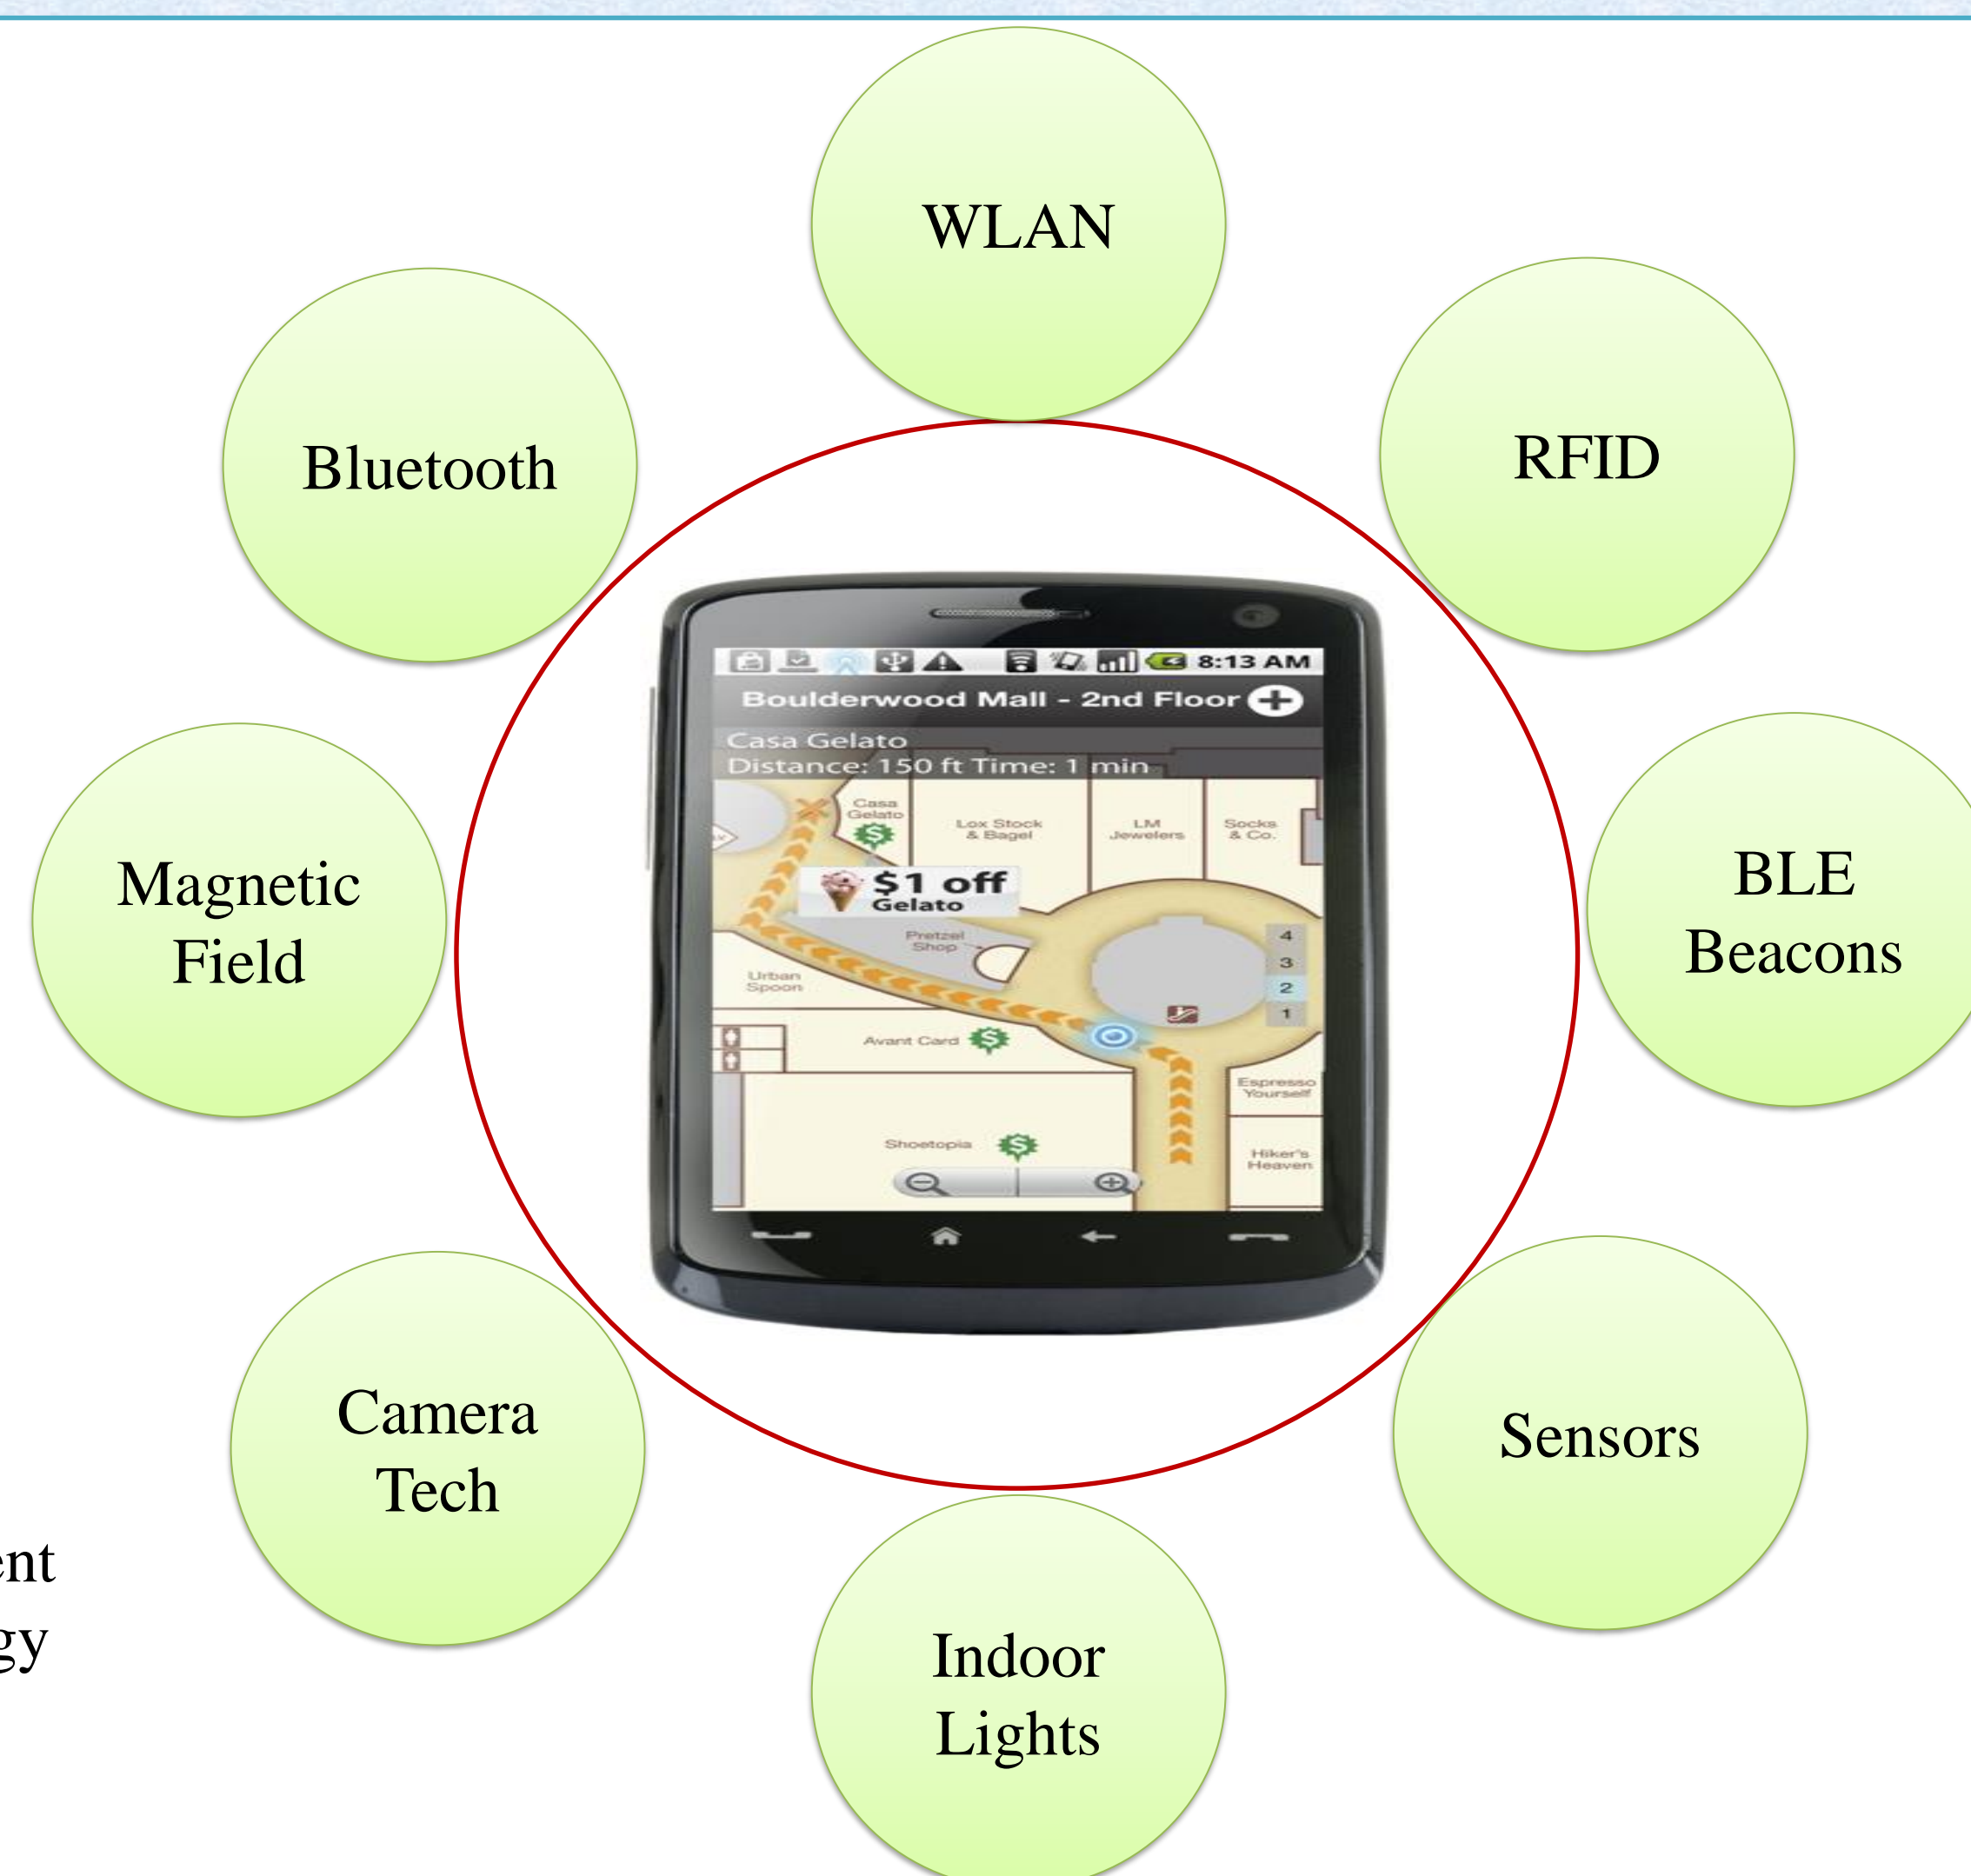 WLAN
Bluetooth
RFID
8:13 AM
Boulderwood Mall - 2nd Floor
Casa Gelato
Distance: 150 ft Time: 1 min
Casa
Gelato
Lox Stock
& Bagel
LM
Jewelers
Socks
& Co.
$1 off
Gelato
Pretzel
Shop
4
3
2
1
Urban
Spoon
Avant Card
Espresso
Yourself
Shoetopia
Hiker's
Heaven
Magnetic
Field
BLE
Beacons
Camera
Tech
Sensors
Indoor
Lights